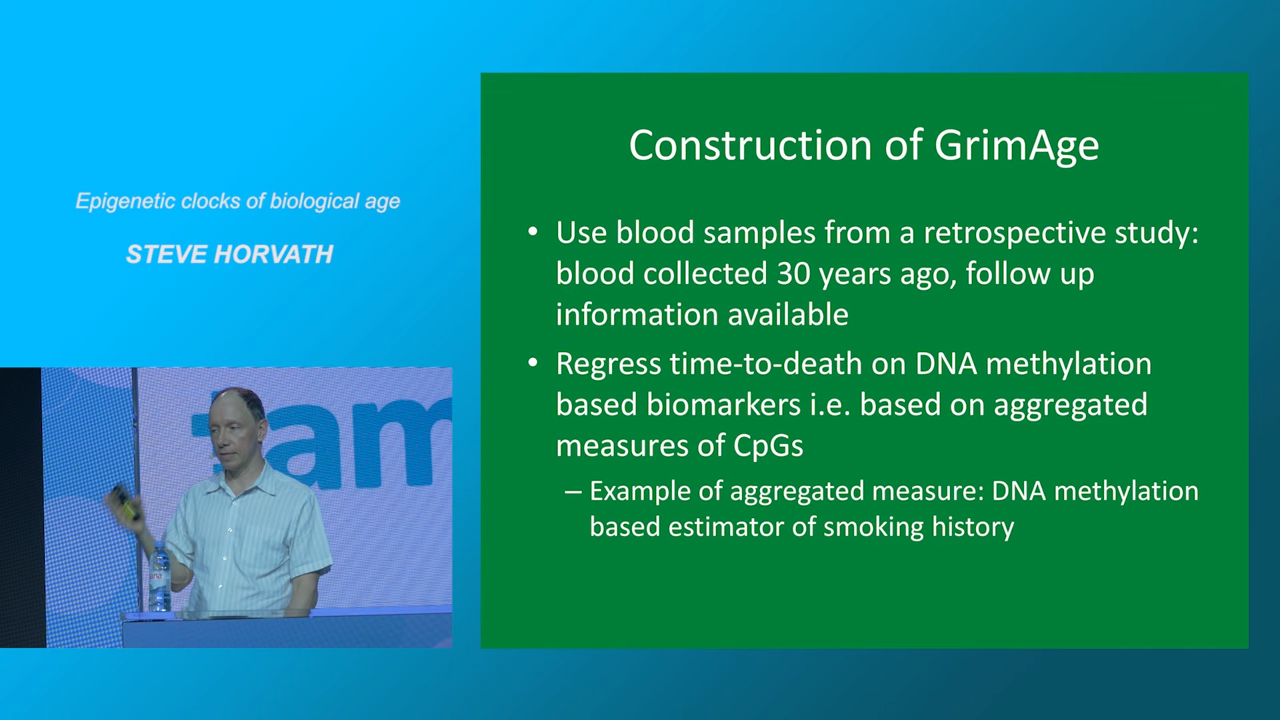 Epigenetic clocks of biological age
STEVE HORVATH
Construction of GrimAge
• Use blood samples from a retrospective study:
blood collected 30 years ago, follow up
information available
• Regress time-to-death on DNA methylation
based biomarkers i.e. based on aggregated
measures of CpGs
– Example of aggregated measure: DNA methylation
based estimator of smoking history